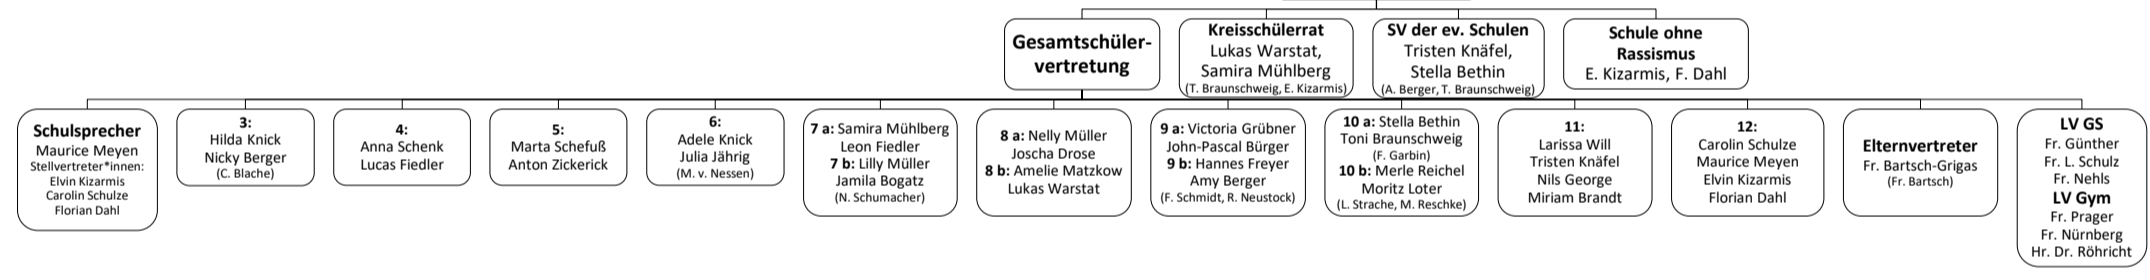 Gesamtschüler-
vertretung
Kreisschülerrat
Lukas Warstat,
Samira Mühlberg
(T. Braunschweig, E. Kizarmis)
SV der ev. Schulen
Tristen Knäfel,
Stella Bethin
(A. Berger, T. Braunschweig)
Schule ohne
Rassismus
E. Kizarmis, F. Dahl
Schulsprecher
Maurice Meyen
Stellvertreter*innen:
Elvin Kizarmis
Carolin Schulze
Florian Dahl
3:
Hilda Knick
Nicky Berger
(C. Blache)
4:
Anna Schenk
Lucas Fiedler
5:
Marta Schefuß
Anton Zickerick
6:
Adele Knick
Julia Jährig
(M. v. Nessen)
7 a: Samira Mühlberg
Leon Fiedler
7 b: Lilly Müller
Jamila Bogatz
(N. Schumacher)
8 a: Nelly Müller
Joscha Drose
8 b: Amelie Matzkow
Lukas Warstat
9 a: Victoria Grübner
John-Pascal Bürger
9 b: Hannes Freyer
Amy Berger
(F. Schmidt, R. Neustock)
10 a: Stella Bethin
Toni Braunschweig
(F. Garbin)
10 b: Merle Reichel
Moritz Loter
(L. Strache, M. Reschke)
11:
Larissa Will
Tristen Knäfel
Nils George
Miriam Brandt
12:
Carolin Schulze
Maurice Meyen
Elvin Kizarmis
Florian Dahl
Elternvertreter
Fr. Bartsch-Grigas
(Fr. Bartsch)
LV GS
Fr. Günther
Fr. L. Schulz
Fr. Nehls
LV Gym
Fr. Prager
Fr. Nürnberg
Hr. Dr. Röhricht